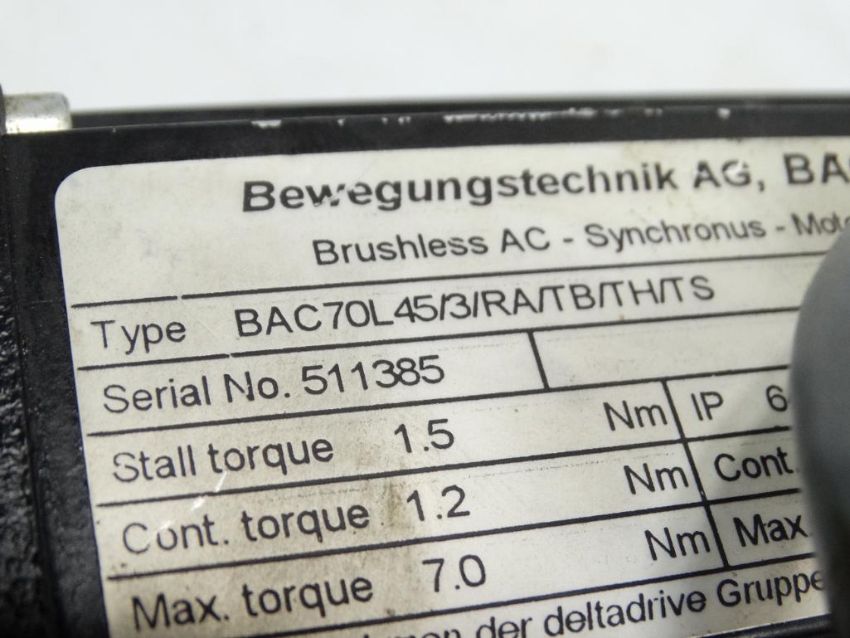 Bewegungstechnik AG, BA
Brushless AC - Synchronus - Moto
Type BAC70L45/3/RA/TB/TH/TS
Serial No. 511385
Stall torque 1.5 Nm IP 6
Cont. torque 1.2 Nm Cont.
Max. torque 7.0 Nm Max
der deltadrive Gruppe